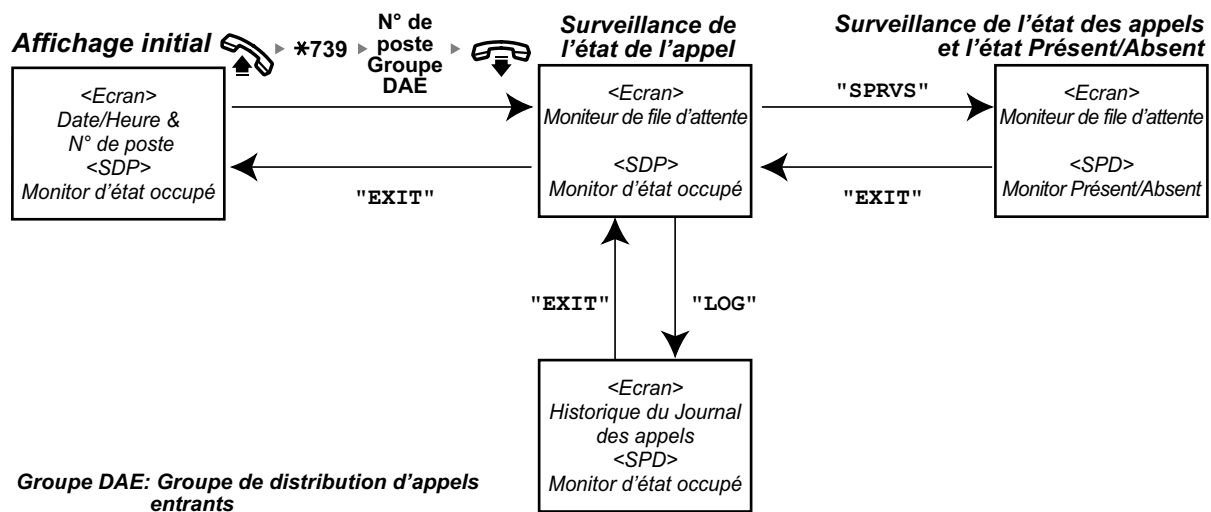 Affichage initial
*739
N° de
poste
Groupe
DAE
Surveillance de
l'état de l'appel
Surveillance de l'état des appels
et l'état Présent/Absent
<Ecran>
Date/Heure &
N° de poste
<SDP>
Monitor d'état occupé
"EXIT"
<Ecran>
Moniteur de file d'attente
<SDP>
Monitor d'état occupé
"SPRVS"
"EXIT"
<Ecran>
Moniteur de file d'attente
<SPD>
Monitor Présent/Absent
"EXIT"
"LOG"
<Ecran>
Historique du Journal
des appels
<SPD>
Monitor d'état occupé
Groupe DAE: Groupe de distribution d'appels
entrants